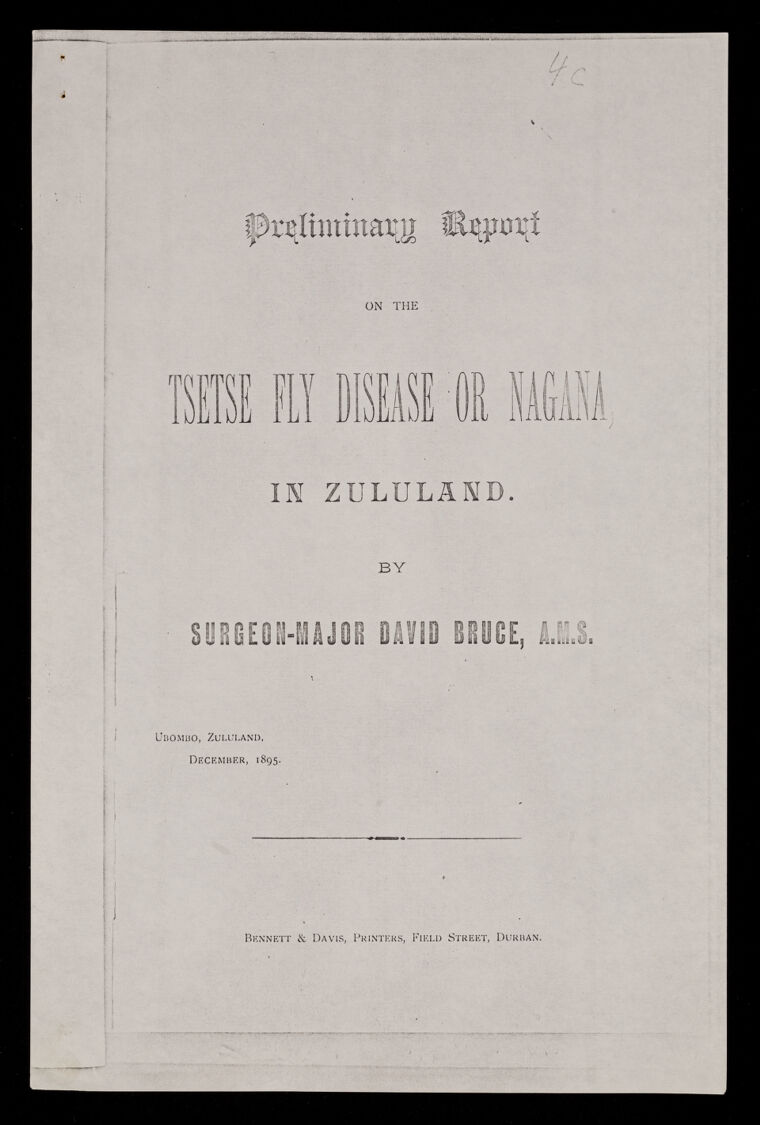 4c
Preliminary Report
ON THE
TSETSE FLY DISEASE OR NAGANA,
IN ZULULAND.
BY
SURGEON-MAJOR DAVID BRUCE, A.M.S.
UBOMBO, ZULULAND,
DECEMBER, 1895.
BENNETT & DAVIS, PRINTERS, FIELD STREET, DURBAN.